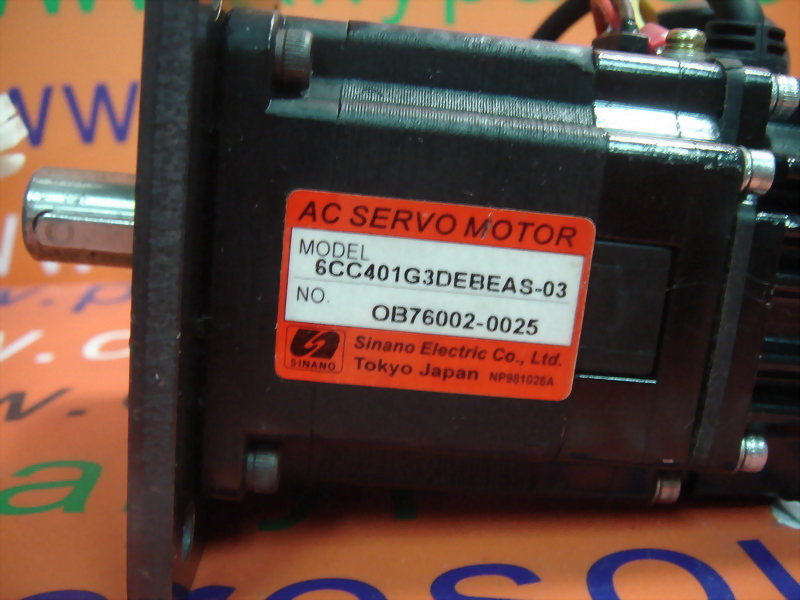 AC SERVO MOTOR
MODEL
6CC401G3DEBEAS-03
NO.
OB76002-0025
SINANO
Sinano Electric Co., Ltd.
Tokyo Japan NP981026A